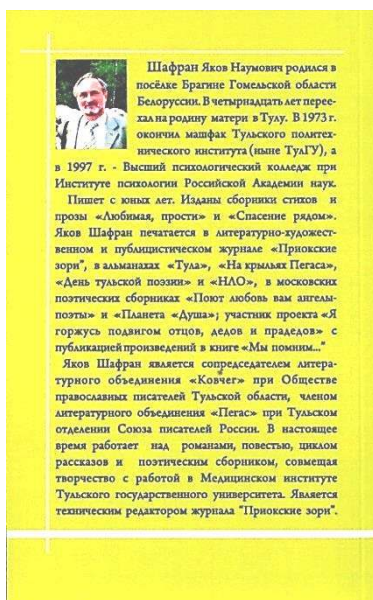 Шафран Яков Наумович родился в
посёлке Брагине Гомельской области
Белоруссии. В четырнадцать лет перее-
хал на родину матери в Тулу. В 1973 г.
окончил машфак Тульского политех-
нического института (ныне ТулГУ), а
в 1997 г. - Высший психологический колледж при
Институте психологии Российской Академии наук.
Пишет с юных лет. Изданы сборники стихов и
прозы «Любимая, прости» и «Спасение рядом».
Яков Шафран печатается в литературно-художест-
венном и публицистическом журнале “Приокские
зори”, в альманахах «Тула», «На крыльях Пегаса»,
«День тульской поэзии» и «НЛО», в московских
поэтических сборниках «Поют любовь вам ангелы-
поэты» и «Планета «Душа»; участник проекта «Я
горжусь подвигом отцов, дедов и прадедов» с
публикацией произведений в книге «Мы помним...”
Яков Шафран является сопредседателем литера-
турного объединения «Ковчег» при Обществе
православных писателей Тульской области, членом
литературного объединения «Пегас» при Тульском
отделении Союза писателей России. В настоящее
время работает над романами, повестью, циклом
рассказов и поэтическим сборником, совмещая
творчество с работой в Медицинском институте
Тульского государственного университета. Является
техническим редактором журнала “Приокские зори”.